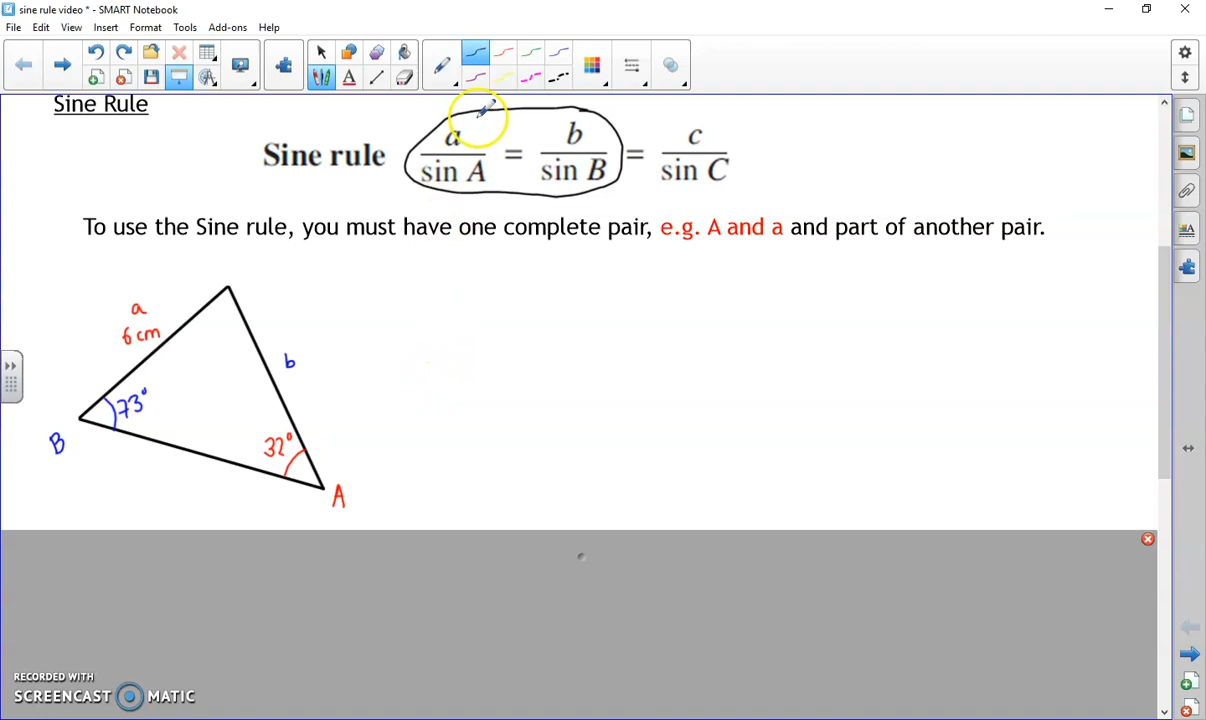 sine rule video * - SMART Notebook
File Edit View Insert Format Tools Add-ons Help
Sine Rule
Sine rule a/sin A = b/sin B = c/sin C
To use the Sine rule, you must have one complete pair, e.g. A and a and part of another pair.
a
6 cm
b
73°
B
32°
A
RECORDED WITH
SCREENCAST MATIC